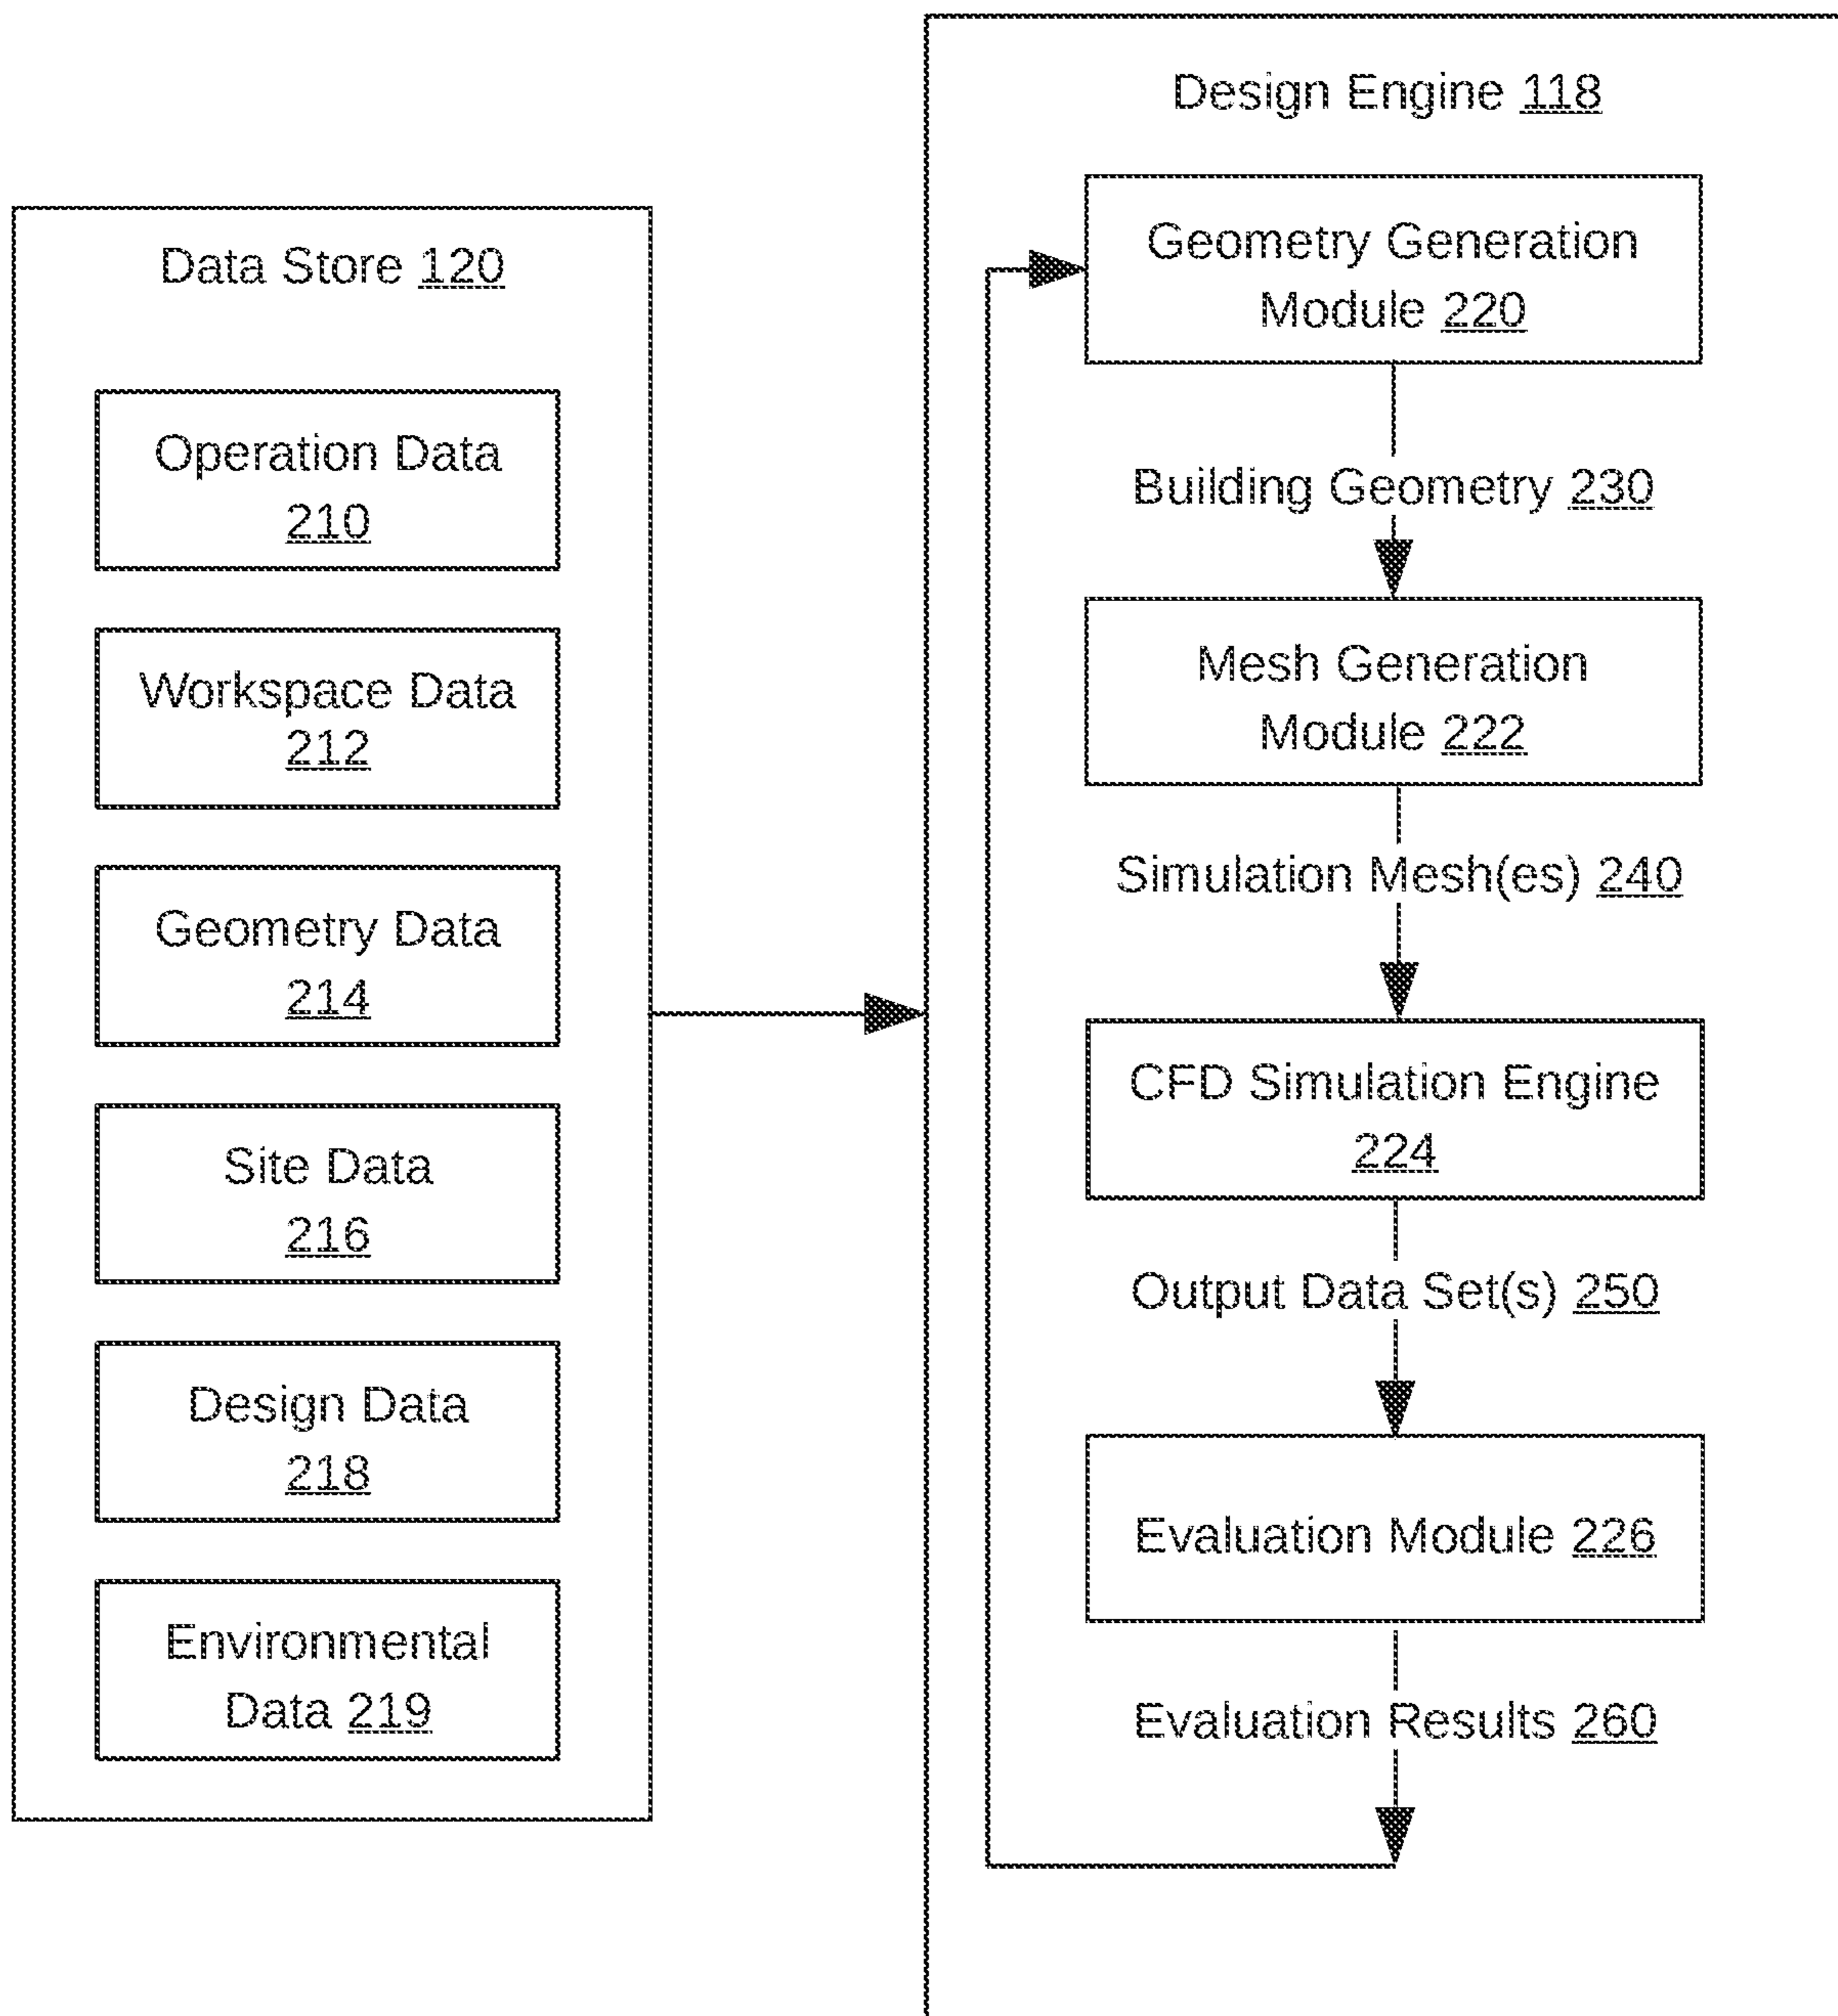 Data Store 120
Operation Data
210
Workspace Data
212
Geometry Data
214
Site Data
216
Design Data
218
Environmental
Data 219
Design Engine 118
Geometry Generation
Module 220
Building Geometry 230
Mesh Generation
Module 222
Simulation Mesh(es) 240
CFD Simulation Engine
224
Output Data Set(s) 250
Evaluation Module 226
Evaluation Results 260